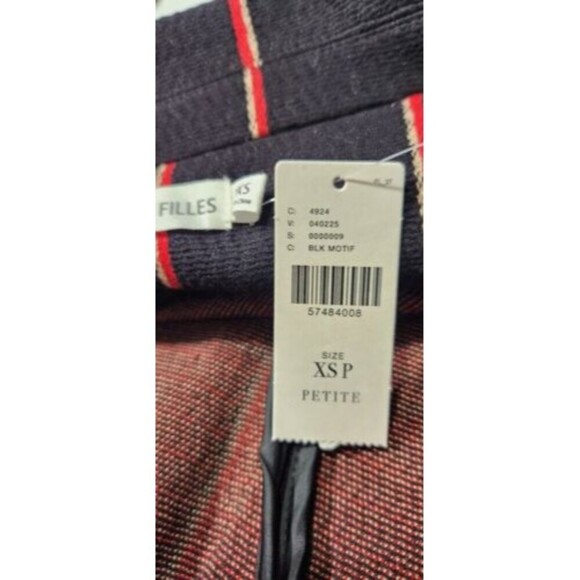 FILLES
XS
C: 4924
V: 040225
S: 0000009
C: BLK MOTIF
57484008
SIZE
XS P
PETITE